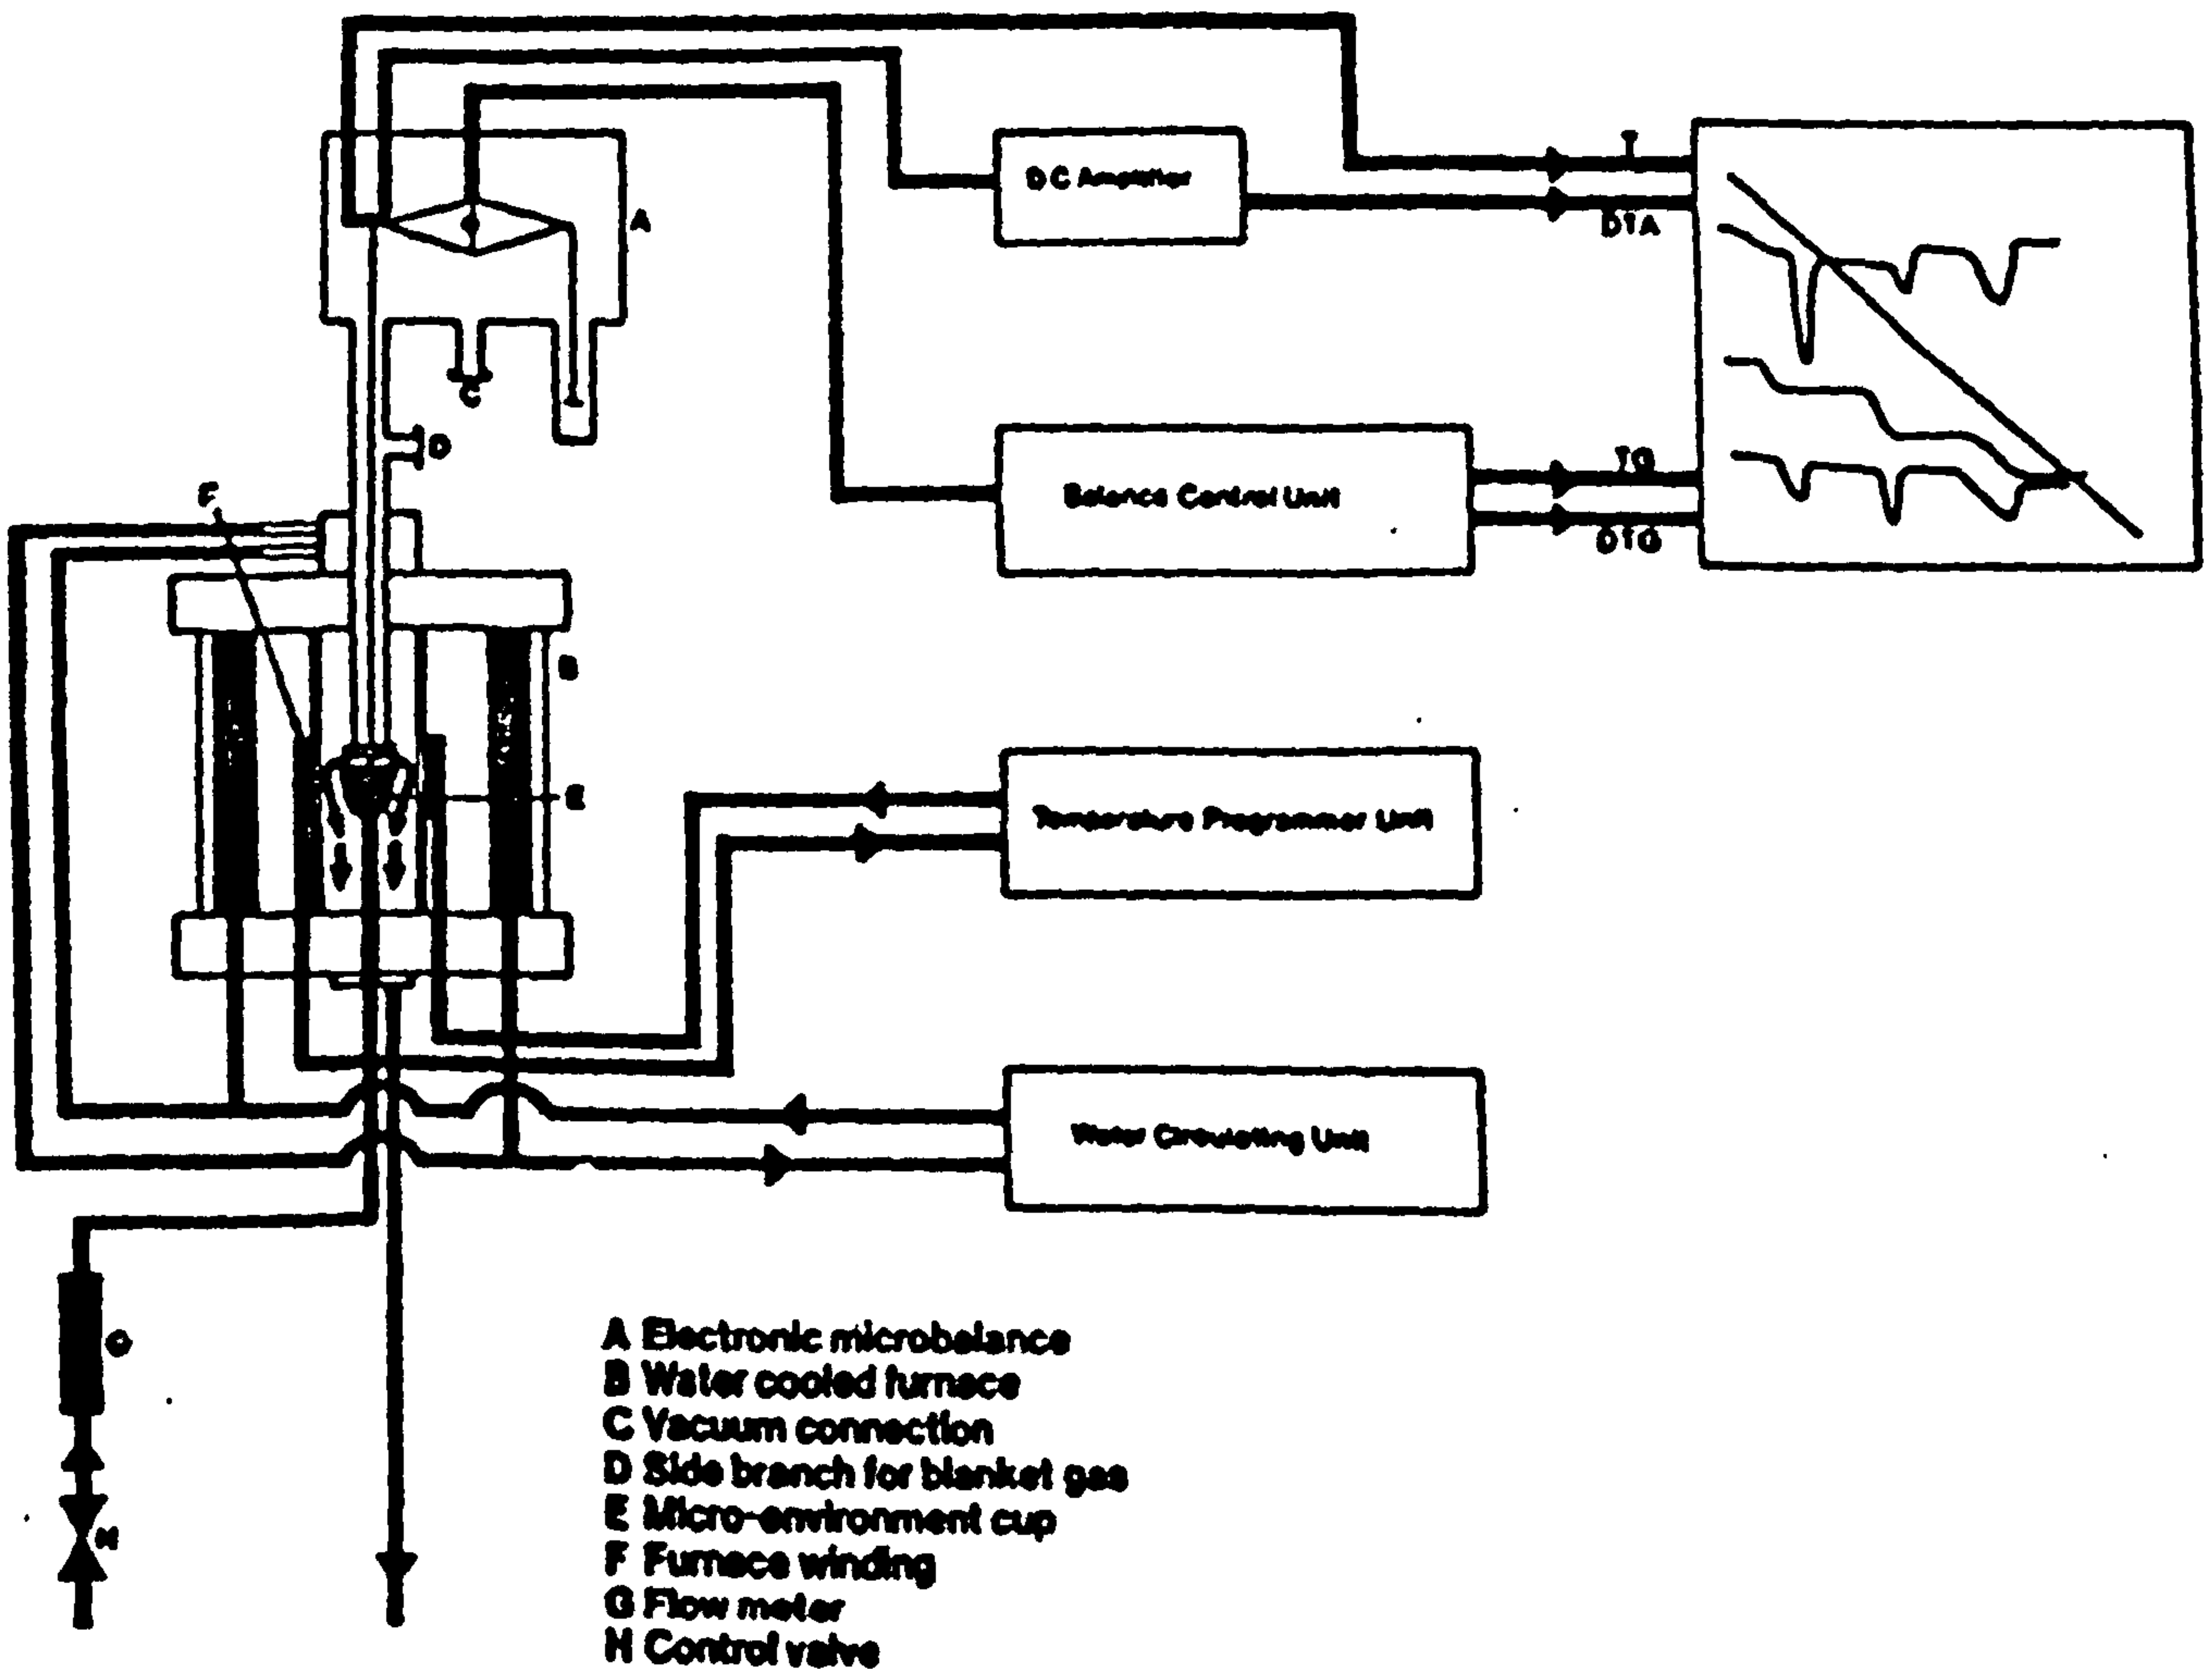 T
DC Amplifier
A
DTA
C
D
TG
F
Balance Control Unit
DTG
B
E
Temperature Programmer Unit
Water Circulating Unit
G
H
A Electronic microbalance
B Water cooled furnace
C Vacuum connection
D Side branch for blanket gas
E Micro-environment cup
F Furnace winding
G Flow meter
H Control valve